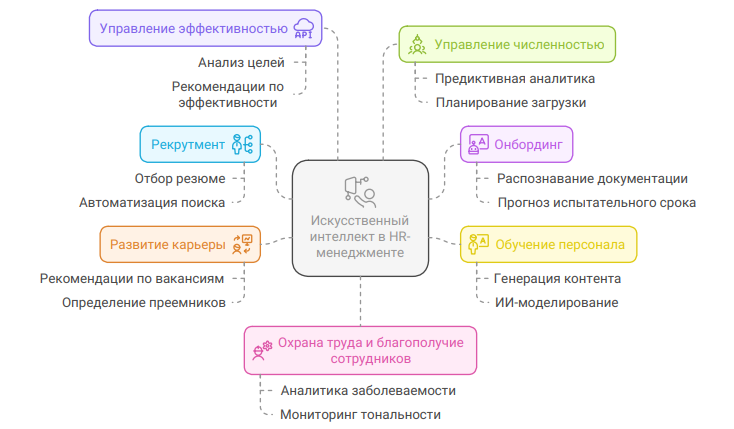 Управление эффективностью
API
Анализ целей
Рекомендации по
эффективности
Управление численностью
Предиктивная аналитика
Планирование загрузки
Рекрутмент
Отбор резюме
Автоматизация поиска
Онбординг
A
Распознавание документации
Прогноз испытательного срока
Искусственный
интеллект в HR-
менеджменте
Развитие карьеры
Рекомендации по вакансиям
Определение преемников
Обучение персонала
A
Генерация контента
ИИ-моделирование
Охрана труда и благополучие
сотрудников
Аналитика заболеваемости
Мониторинг тональности